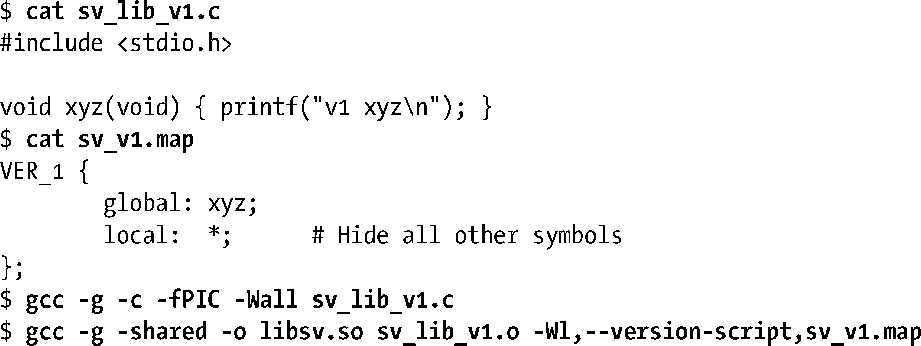 $ cat sv_lib_v1.c
#include <stdio.h>

void xyz(void) { printf("v1 xyz\n"); }
$ cat sv_v1.map
VER_1 {
        global: xyz;
        local:  *;      # Hide all other symbols
};
$ gcc -g -c -fPIC -Wall sv_lib_v1.c
$ gcc -g -shared -o libsv.so sv_lib_v1.o -Wl,--version-script,sv_v1.map